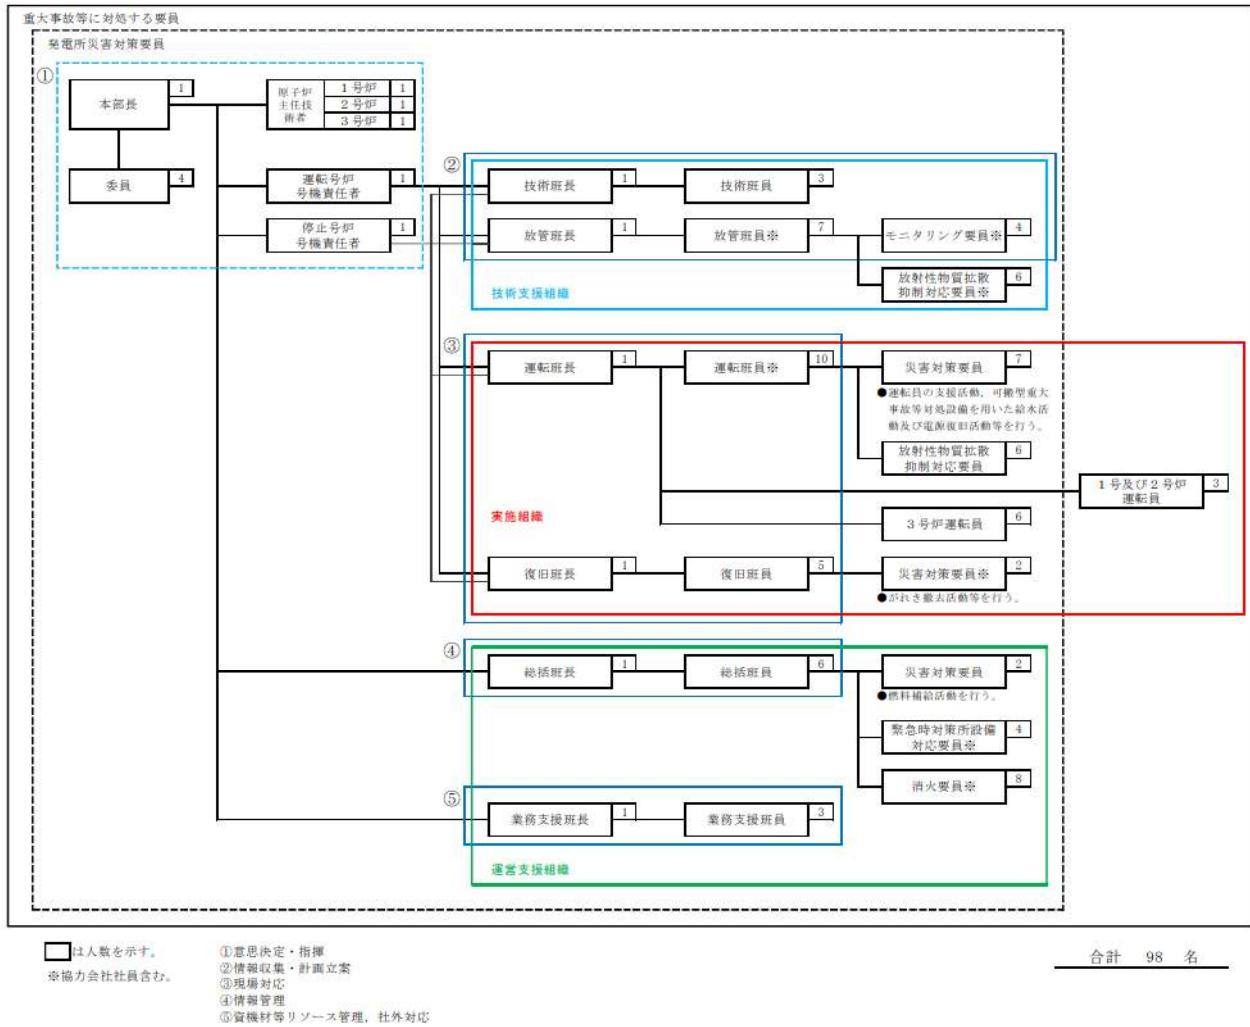 重大事故等に対処する要員
発電所災害対策要員
①
本部長
1
原子炉
主任技
術者
1号炉
1
2号炉
1
3号炉
1
委員
4
運転号炉
号機責任者
1
停止号炉
号機責任者
1
②
技術班長
1
技術班員
3
放管班長
1
放管班員※
7
モニタリング要員※
4
放射性物質拡散
抑制対応要員※
6
技術支援組織
③
運転班長
1
運転班員※
10
災害対策要員
7
●運転員の支援活動，可搬型重大
事故等対処設備を用いた給水活
動及び電源復旧活動等を行う。
放射性物質拡散
抑制対応要員
6
1号及び2号炉
運転員
3
実施組織
3号炉運転員
6
復旧班長
1
復旧班員
5
災害対策要員※
2
●がれき撤去活動等を行う。
④
総括班長
1
総括班員
6
災害対策要員
2
●燃料補給活動を行う。
緊急時対策所設備
対応要員※
4
消火要員※
8
⑤
業務支援班長
1
業務支援班員
3
運営支援組織
は人数を示す。
※協力会社社員含む。
①意思決定・指揮
②情報収集・計画立案
③現場対応
④情報管理
⑤資機材等リソース管理，社外対応
合計 98 名